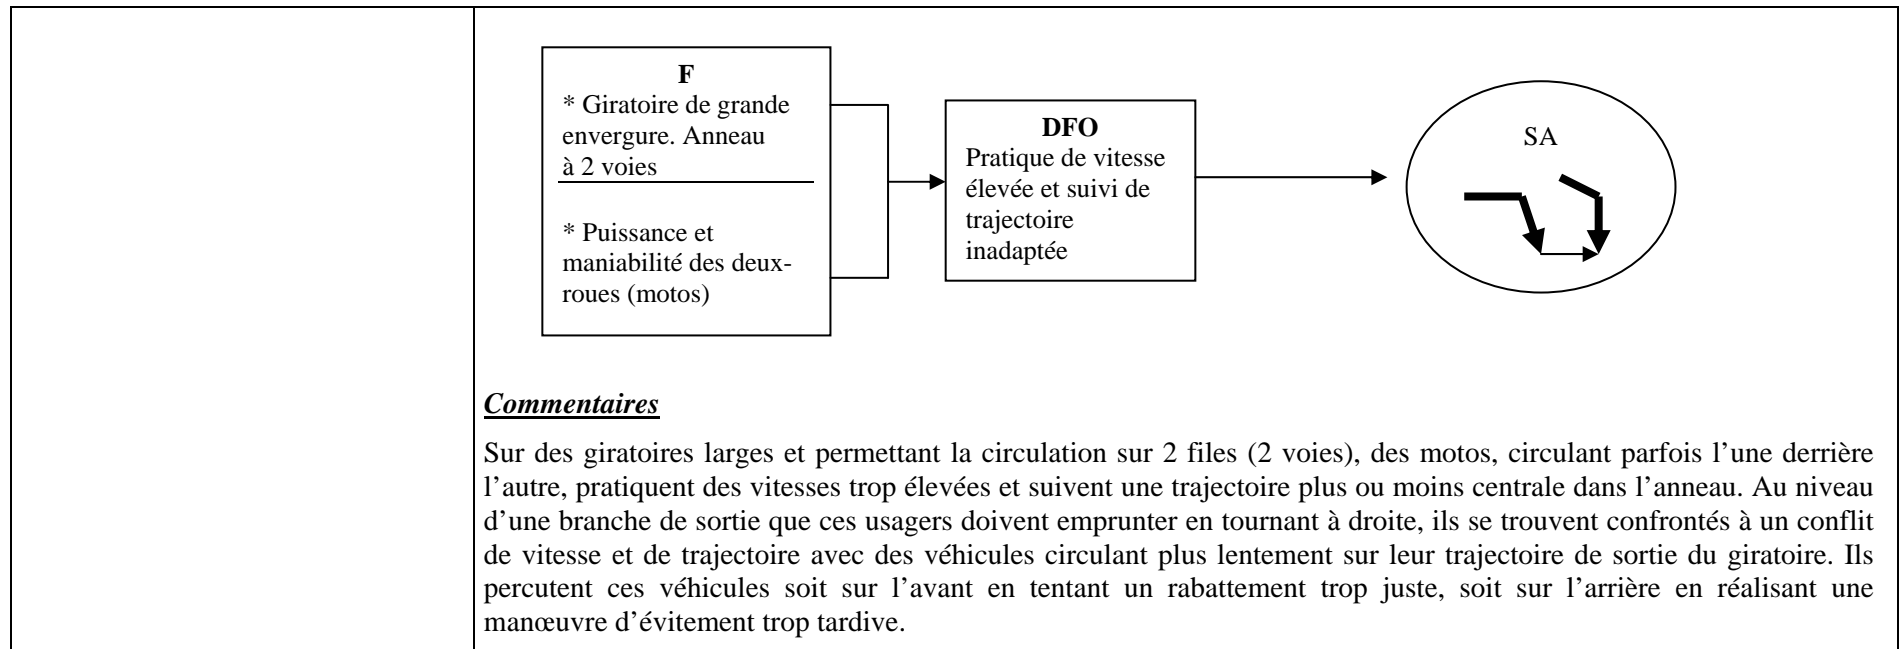 F
* Giratoire de grande
envergure. Anneau
à 2 voies
* Puissance et
maniabilité des deux-
roues (motos)
DFO
Pratique de vitesse
élevée et suivi de
trajectoire
inadaptée
SA
Commentaires
Sur des giratoires larges et permettant la circulation sur 2 files (2 voies), des motos, circulant parfois l’une derrière
l’autre, pratiquent des vitesses trop élevées et suivent une trajectoire plus ou moins centrale dans l’anneau. Au niveau
d’une branche de sortie que ces usagers doivent emprunter en tournant à droite, ils se trouvent confrontés à un conflit
de vitesse et de trajectoire avec des véhicules circulant plus lentement sur leur trajectoire de sortie du giratoire. Ils
percutent ces véhicules soit sur l’avant en tentant un rabattement trop juste, soit sur l’arrière en réalisant une
manœuvre d’évitement trop tardive.